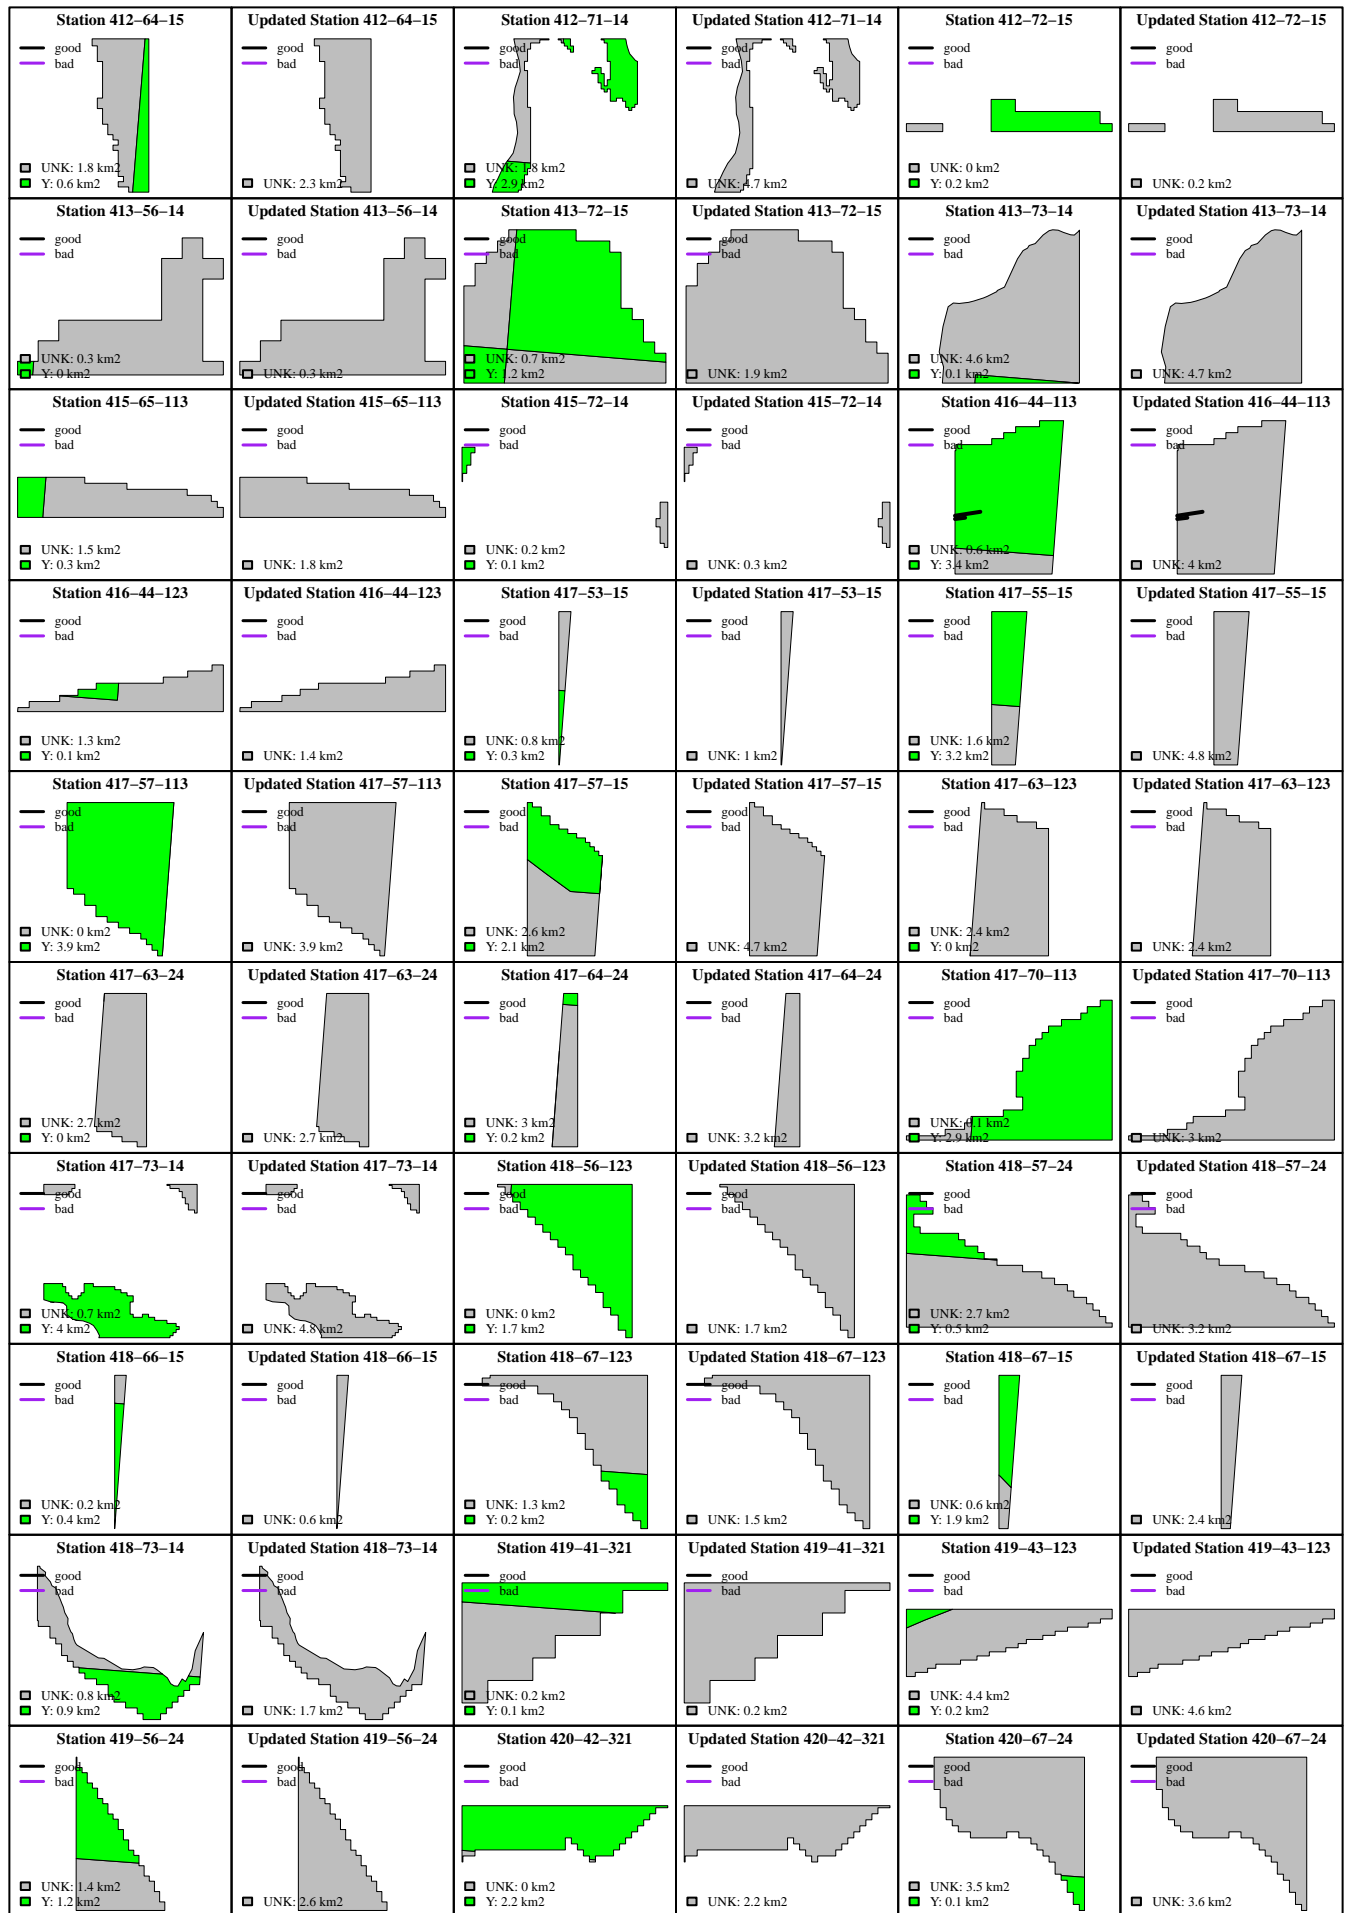 Station 412−64−15
good
bad
UNK: 1.8 km2
Y: 0.6 km2
Updated Station 412−64−15
good
bad
UNK: 2.3 km2
Station 412−71−14
good
bad
UNK: 1.8 km2
Y: 2.9 km2
Updated Station 412−71−14
good
bad
UNK: 4.7 km2
Station 412−72−15
good
bad
UNK: 0 km2
Y: 0.2 km2
Updated Station 412−72−15
good
bad
UNK: 0.2 km2
Station 413−56−14
good
bad
UNK: 0.3 km2
Y: 0 km2
Updated Station 413−56−14
good
bad
UNK: 0.3 km2
Station 413−72−15
good
bad
UNK: 0.7 km2
Y: 1.2 km2
Updated Station 413−72−15
good
bad
UNK: 1.9 km2
Station 413−73−14
good
bad
UNK: 4.6 km2
Y: 0.1 km2
Updated Station 413−73−14
good
bad
UNK: 4.7 km2
Station 415−65−113
good
bad
UNK: 1.5 km2
Y: 0.3 km2
Updated Station 415−65−113
good
bad
UNK: 1.8 km2
Station 415−72−14
good
bad
UNK: 0.2 km2
Y: 0.1 km2
Updated Station 415−72−14
good
bad
UNK: 0.3 km2
Station 416−44−113
good
bad
UNK: 0.6 km2
Y: 3.4 km2
Updated Station 416−44−113
good
bad
UNK: 4 km2
Station 416−44−123
good
bad
UNK: 1.3 km2
Y: 0.1 km2
Updated Station 416−44−123
good
bad
UNK: 1.4 km2
Station 417−53−15
good
bad
UNK: 0.8 km2
Y: 0.3 km2
Updated Station 417−53−15
good
bad
UNK: 1 km2
Station 417−55−15
good
bad
UNK: 1.6 km2
Y: 3.2 km2
Updated Station 417−55−15
good
bad
UNK: 4.8 km2
Station 417−57−113
good
bad
UNK: 0 km2
Y: 3.9 km2
Updated Station 417−57−113
good
bad
UNK: 3.9 km2
Station 417−57−15
good
bad
UNK: 2.6 km2
Y: 2.1 km2
Updated Station 417−57−15
good
bad
UNK: 4.7 km2
Station 417−63−123
good
bad
UNK: 2.4 km2
Y: 0 km2
Updated Station 417−63−123
good
bad
UNK: 2.4 km2
Station 417−63−24
good
bad
UNK: 2.7 km2
Y: 0 km2
Updated Station 417−63−24
good
bad
UNK: 2.7 km2
Station 417−64−24
good
bad
UNK: 3 km2
Y: 0.2 km2
Updated Station 417−64−24
good
bad
UNK: 3.2 km2
Station 417−70−113
good
bad
UNK: 0.1 km2
Y: 2.9 km2
Updated Station 417−70−113
good
bad
UNK: 3 km2
Station 417−73−14
good
bad
UNK: 0.7 km2
Y: 4 km2
Updated Station 417−73−14
good
bad
UNK: 4.8 km2
Station 418−56−123
good
bad
UNK: 0 km2
Y: 1.7 km2
Updated Station 418−56−123
good
bad
UNK: 1.7 km2
Station 418−57−24
good
bad
UNK: 2.7 km2
Y: 0.5 km2
Updated Station 418−57−24
good
bad
UNK: 3.2 km2
Station 418−66−15
good
bad
UNK: 0.2 km2
Y: 0.4 km2
Updated Station 418−66−15
good
bad
UNK: 0.6 km2
Station 418−67−123
good
bad
UNK: 1.3 km2
Y: 0.2 km2
Updated Station 418−67−123
good
bad
UNK: 1.5 km2
Station 418−67−15
good
bad
UNK: 0.6 km2
Y: 1.9 km2
Updated Station 418−67−15
good
bad
UNK: 2.4 km2
Station 418−73−14
good
bad
UNK: 0.8 km2
Y: 0.9 km2
Updated Station 418−73−14
good
bad
UNK: 1.7 km2
Station 419−41−321
good
bad
UNK: 0.2 km2
Y: 0.1 km2
Updated Station 419−41−321
good
bad
UNK: 0.2 km2
Station 419−43−123
good
bad
UNK: 4.4 km2
Y: 0.2 km2
Updated Station 419−43−123
good
bad
UNK: 4.6 km2
Station 419−56−24
good
bad
UNK: 1.4 km2
Y: 1.2 km2
Updated Station 419−56−24
good
bad
UNK: 2.6 km2
Station 420−42−321
good
bad
UNK: 0 km2
Y: 2.2 km2
Updated Station 420−42−321
good
bad
UNK: 2.2 km2
Station 420−67−24
good
bad
UNK: 3.5 km2
Y: 0.1 km2
Updated Station 420−67−24
good
bad
UNK: 3.6 km2